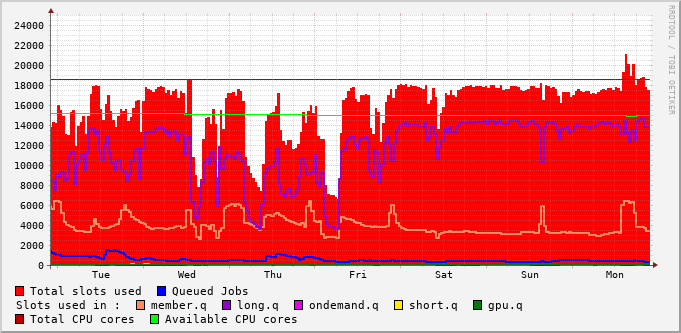 RRDTOOL / TOBI OETIKER
24000
22000
20000
18000
16000
14000
12000
10000
8000
6000
4000
2000
0
Tue Wed Thu Fri Sat Sun Mon
Total slots used Queued Jobs
Slots used in : member.q long.q ondemand.q short.q gpu.q
Total CPU cores Available CPU cores